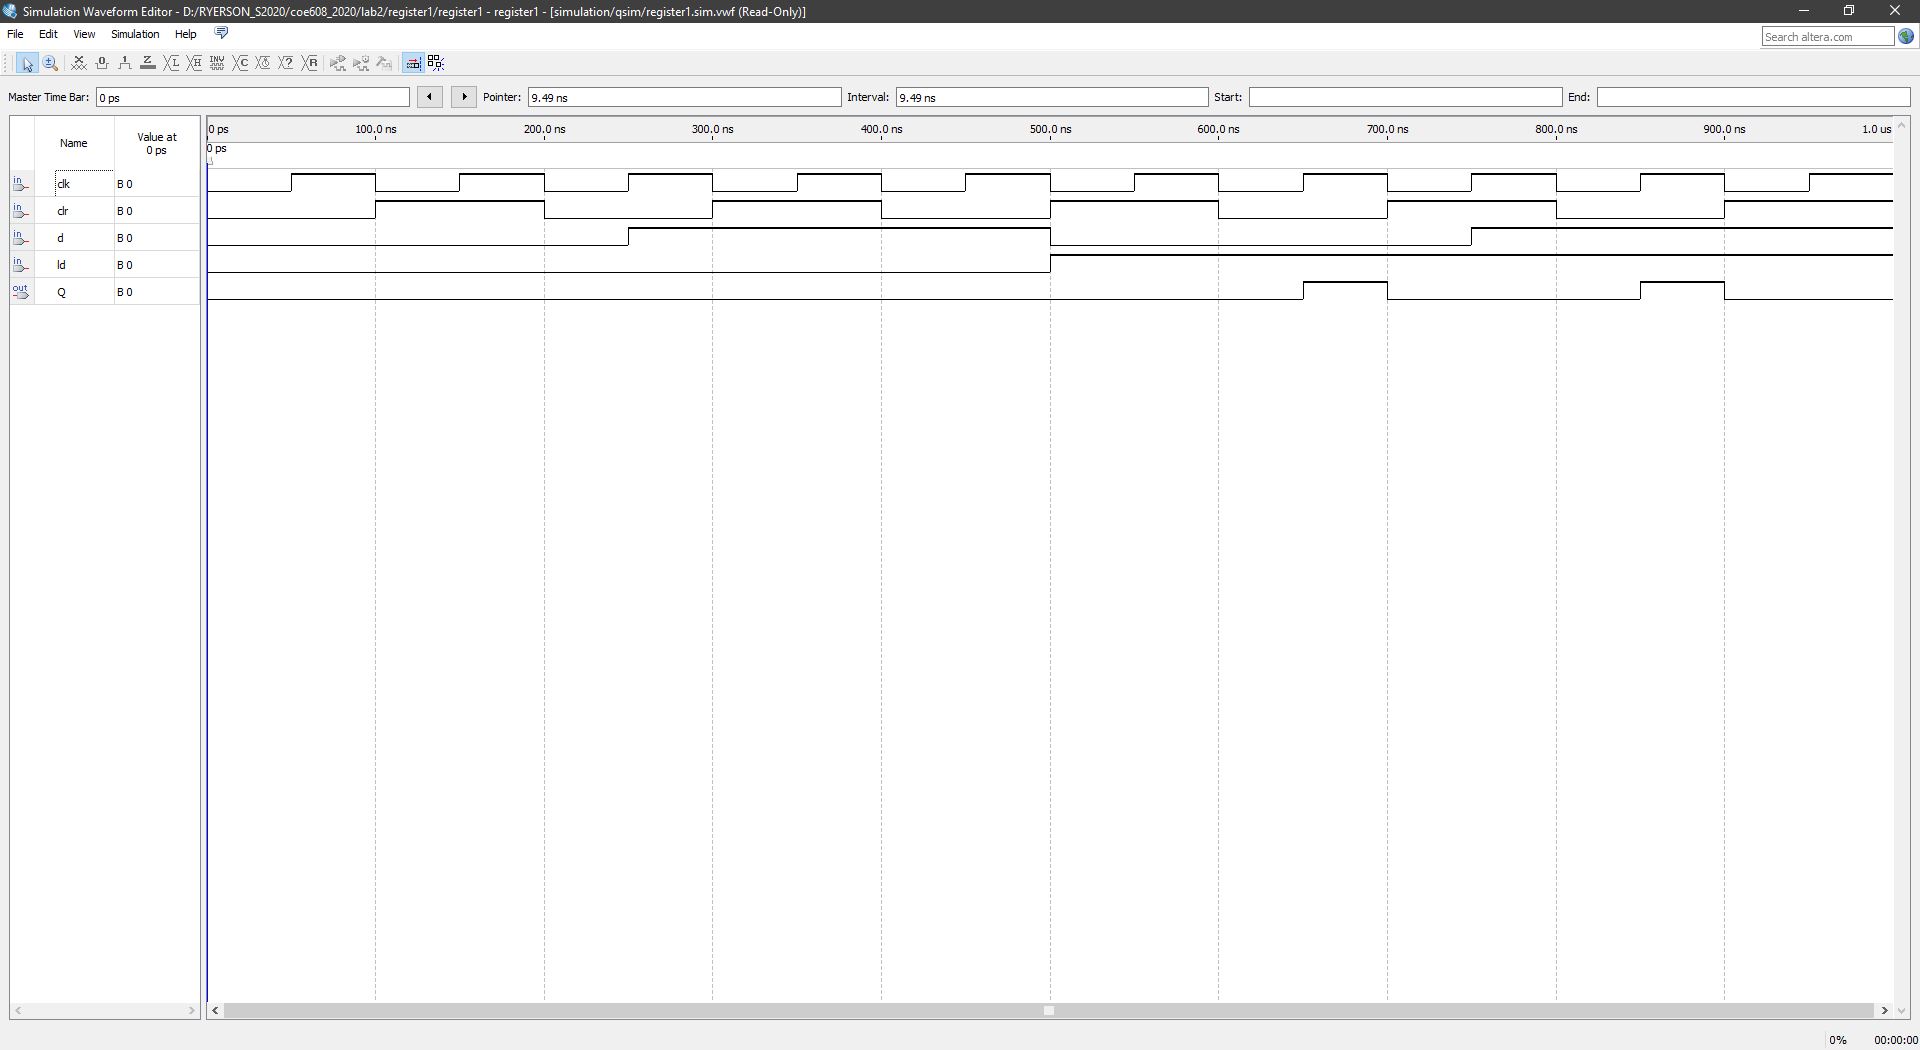 Simulation Waveform Editor - D:/RYERSON_S2020/coe608_2020/lab2/register1/register1 - register1 - [simulation/qsim/register1.sim.vwf (Read-Only)]
File Edit View Simulation Help
Search altera.com
Master Time Bar: 0 ps Pointer: 9.49 ns Interval: 9.49 ns Start: End:
Name Value at 0 ps
0 ps 100.0 ns 200.0 ns 300.0 ns 400.0 ns 500.0 ns 600.0 ns 700.0 ns 800.0 ns 900.0 ns 1.0 us
0 ps
in clk B 0
in clr B 0
in d B 0
in ld B 0
out Q B 0
0% 00:00:00